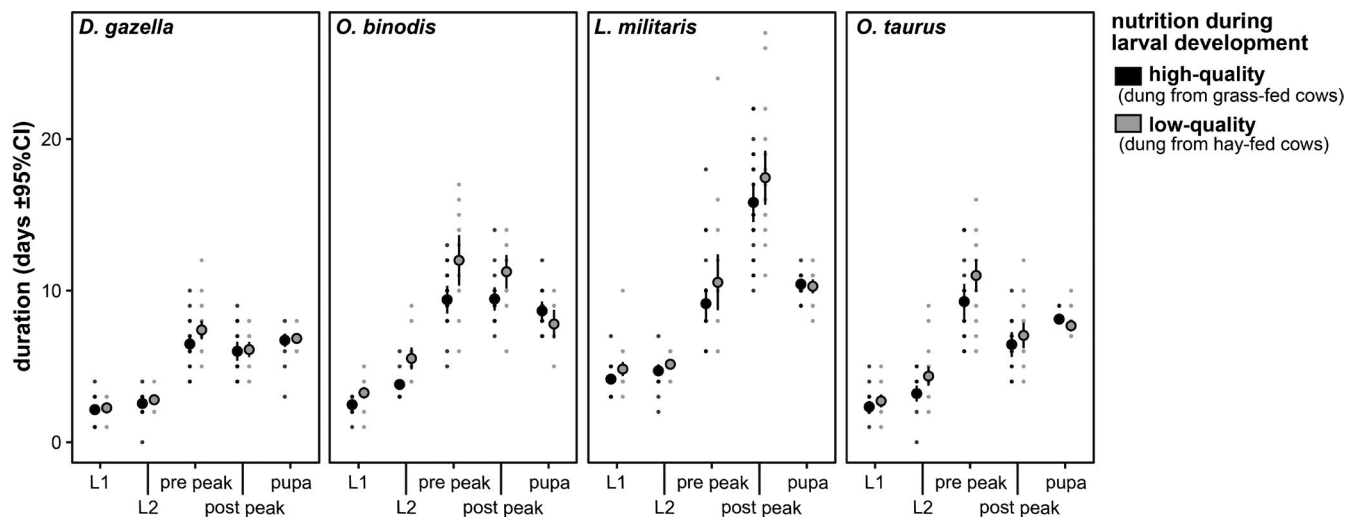 D. gazella
O. binodis
L. militaris
O. taurus
nutrition during
larval development
high-quality
(dung from grass-fed cows)
low-quality
(dung from hay-fed cows)
duration (days ±95%CI)
20
10
0
L1
L2
pre peak
post peak
pupa
L1
L2
pre peak
post peak
pupa
L1
L2
pre peak
post peak
pupa
L1
L2
pre peak
post peak
pupa